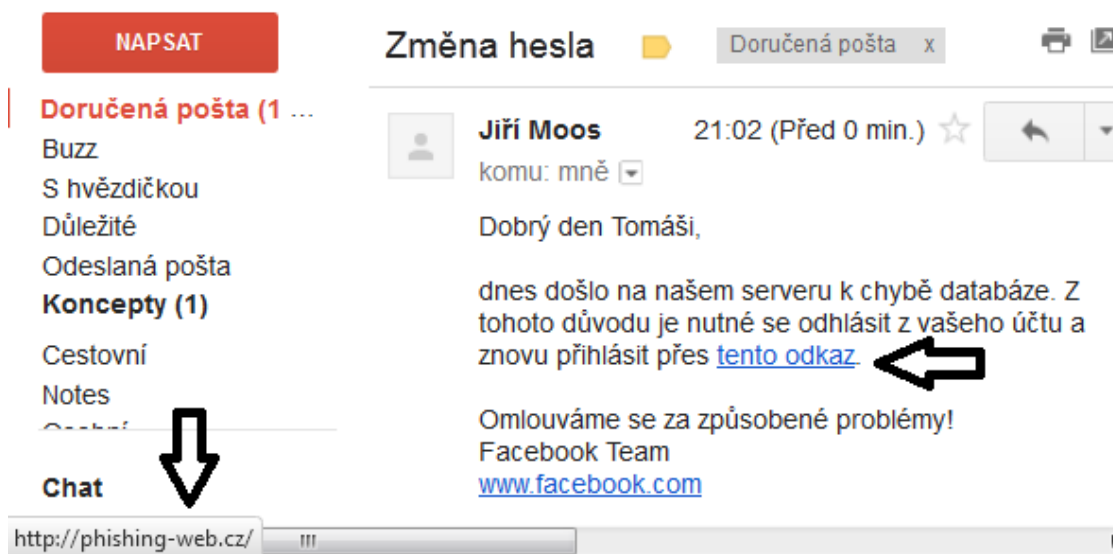 NAPSAT
Doručená pošta (1 ...
Buzz
S hvězdičkou
Důležité
Odeslaná pošta
Koncepty (1)
Cestovní
Notes
Chat
http://phishing-web.cz/
Změna hesla
Doručená pošta x
Jiří Moos 21:02 (Před 0 min.)
komu: mně
Dobrý den Tomáši,
dnes došlo na našem serveru k chybě databáze. Z
tohoto důvodu je nutné se odhlásit z vašeho účtu a
znovu přihlásit přes tento odkaz.
Omlouváme se za způsobené problémy!
Facebook Team
www.facebook.com